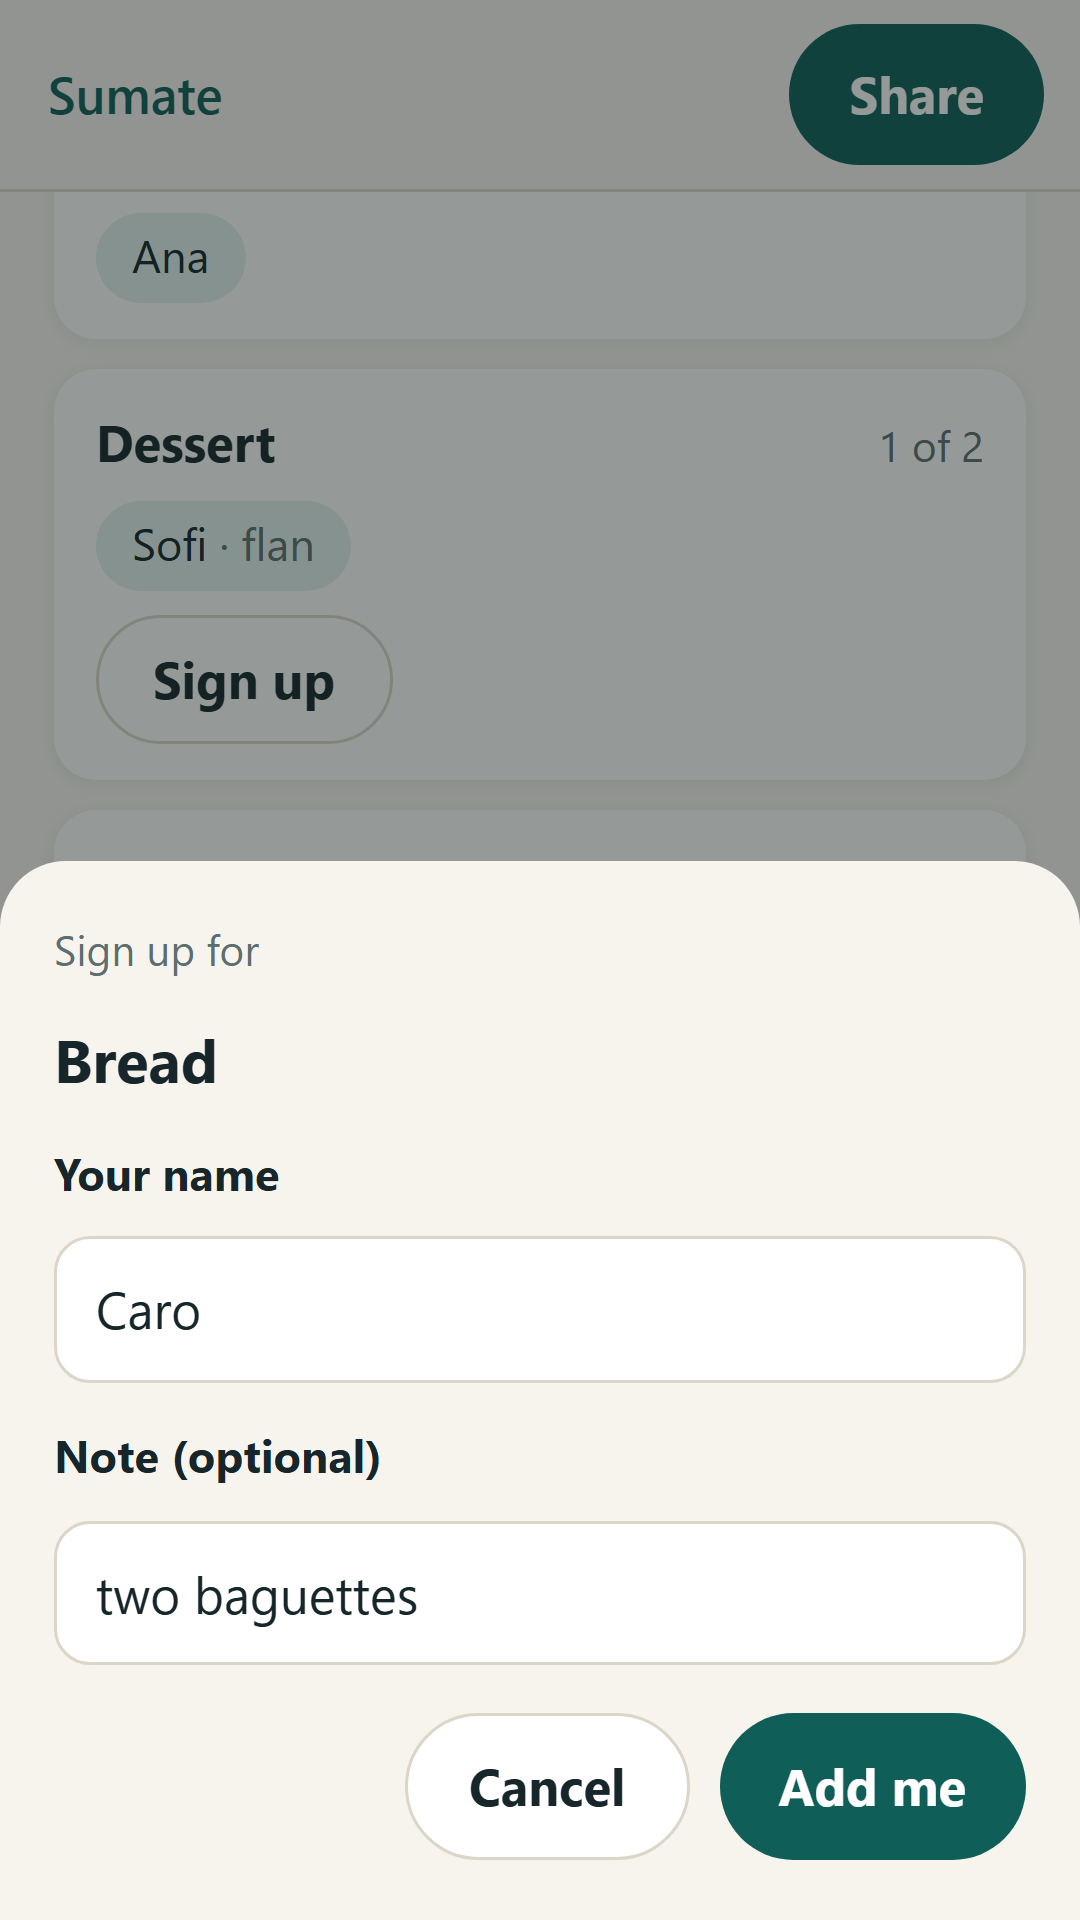 Sumate
Share
Ana
Dessert
1 of 2
Sofi · flan
Sign up
Sign up for
Bread
Your name
Caro
Note (optional)
two baguettes
Cancel
Add me